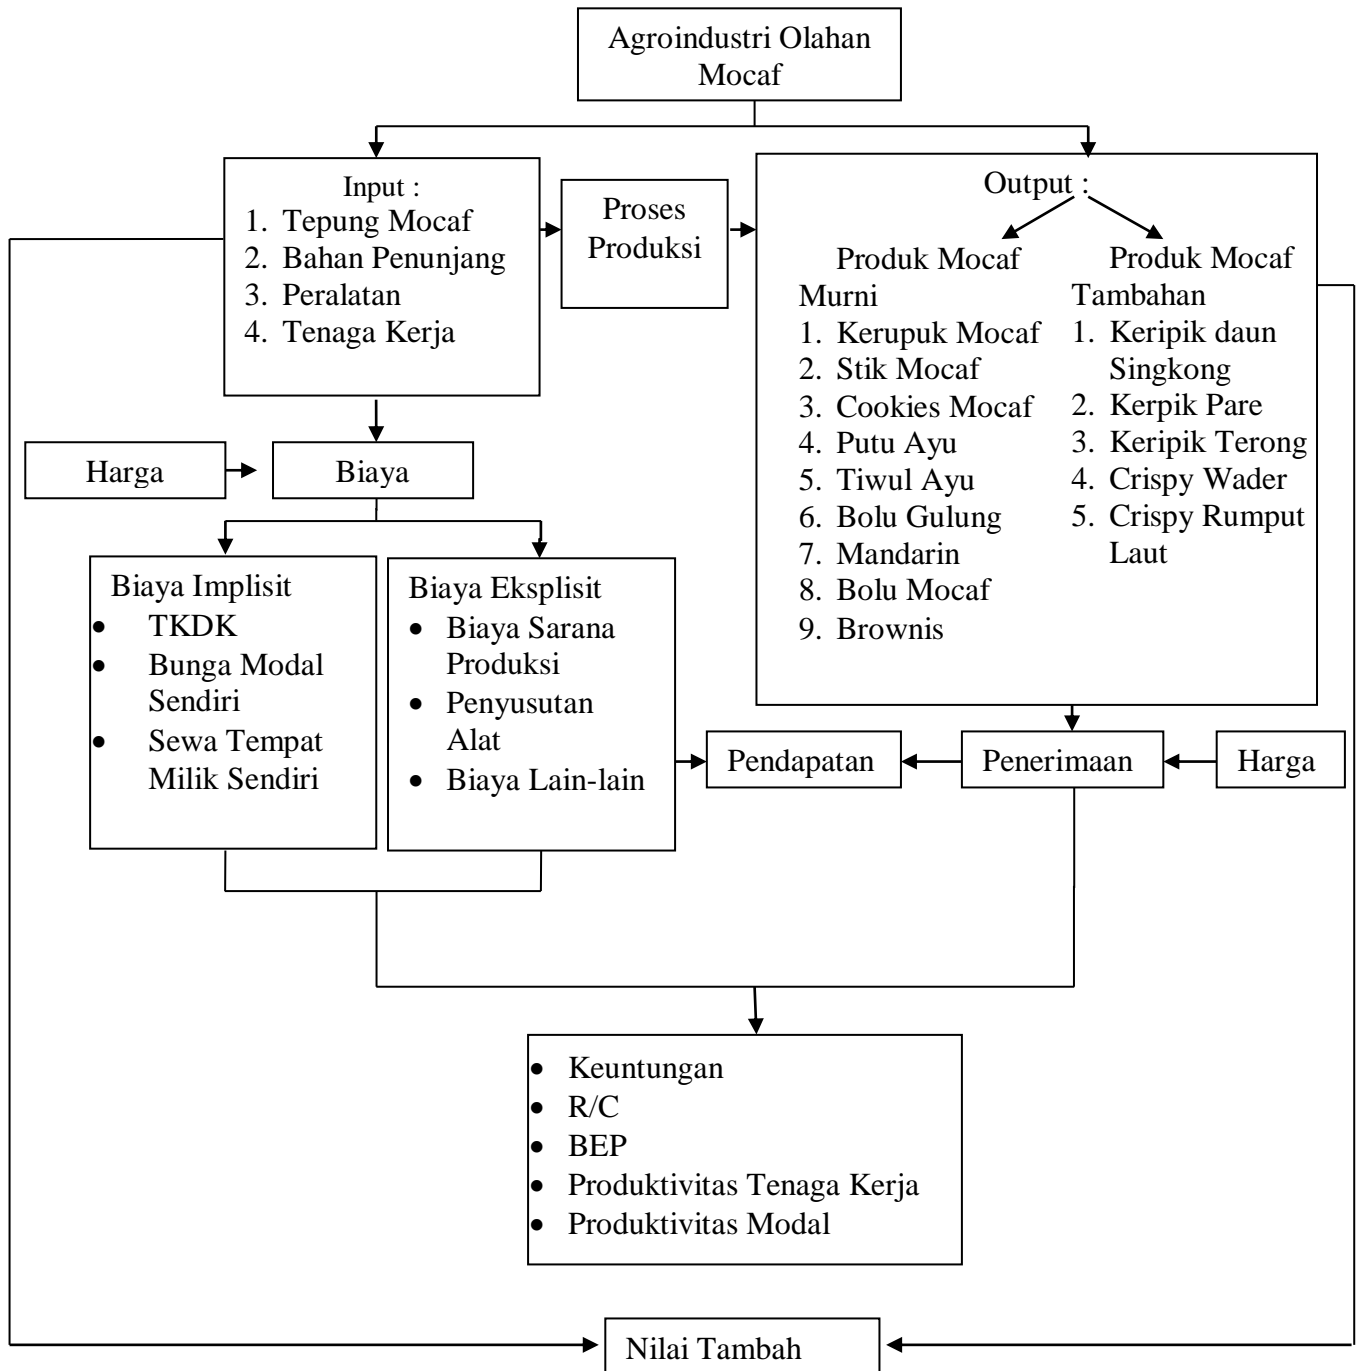 Agroindustri Olahan
Mocaf
Input :
1. Tepung Mocaf
2. Bahan Penunjang
3. Peralatan
4. Tenaga Kerja
Proses
Produksi
Output :
Produk Mocaf
Murni
1. Kerupuk Mocaf
2. Stik Mocaf
3. Cookies Mocaf
4. Putu Ayu
5. Tiwul Ayu
6. Bolu Gulung
7. Mandarin
8. Bolu Mocaf
9. Brownis
Produk Mocaf
Tambahan
1. Keripik daun
Singkong
2. Kerpik Pare
3. Keripik Terong
4. Crispy Wader
5. Crispy Rumput
Laut
Harga
Biaya
Biaya Implisit
• TKDK
• Bunga Modal
Sendiri
• Sewa Tempat
Milik Sendiri
Biaya Eksplisit
• Biaya Sarana
Produksi
• Penyusutan
Alat
• Biaya Lain-lain
Pendapatan
Penerimaan
Harga
• Keuntungan
• R/C
• BEP
• Produktivitas Tenaga Kerja
• Produktivitas Modal
Nilai Tambah